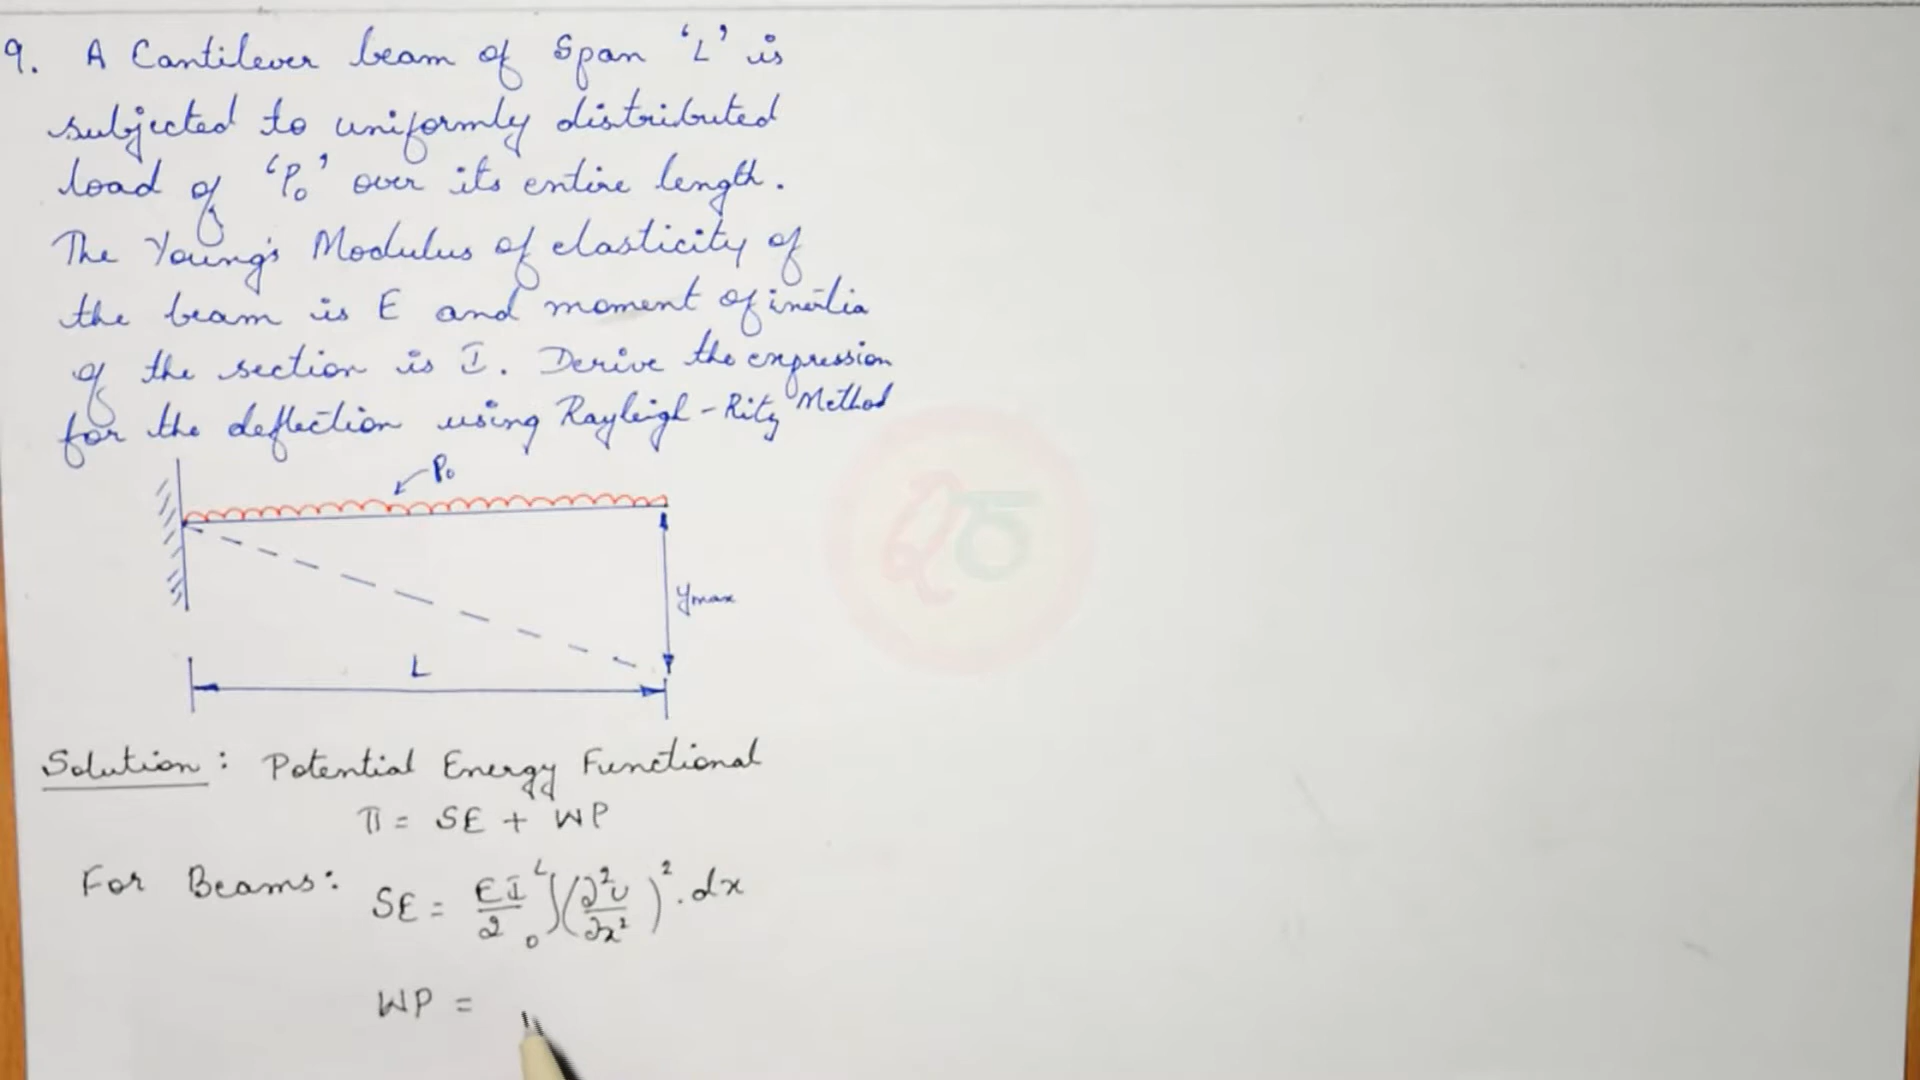 9. A Cantilever beam of Span 'L' is
subjected to uniformly distributed
load of 'P₀' over its entire length.
The Young's Modulus of elasticity of
the beam is E and moment of inertia
of the section is I. Derive the expression
for the deflection using Rayleigh-Ritz Method
P₀
ymax
L
Solution: Potential Energy Functional
Π = SE + WP
For Beams: SE = EI/2 ₀∫ᴸ (∂²υ/∂x²)² . dx
WP =